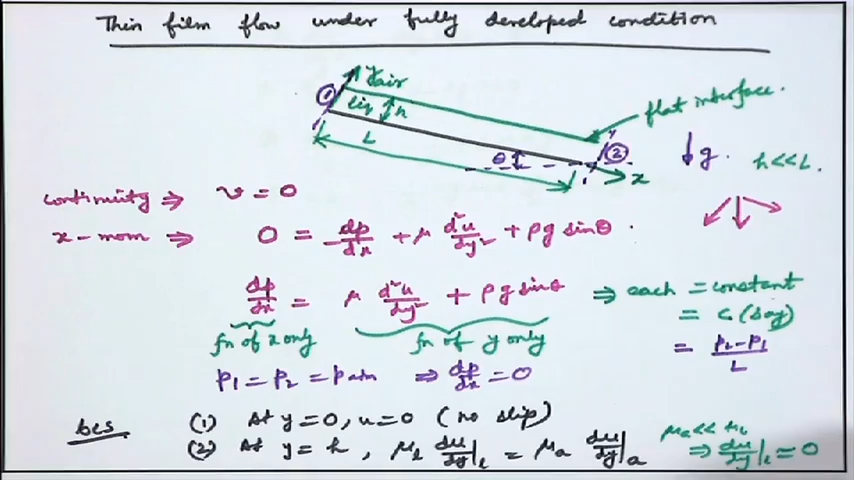 Thin film flow under fully developed condition
y
air
①
liq
h
flat interface.
L
θ
②
x
↓g.
h<<L.
continuity ⇒ v = 0
x-mom ⇒ 0 = -dp/dx + μ d²u/dy² + ρg sinθ.
dp/dx = μ d²u/dy² + ρg sinθ ⇒ each = constant
= c (say)
fn of x only fn of y only = p₂-p₁/L
p₁ = p₂ = patm ⇒ dp/dx = 0
bcs (1) At y=0, u=0 (no slip)
(2) At y=h, μₗ du/dy|ₗ = μₐ du/dy|ₐ μₐ<<μₗ ⇒ du/dy|ₗ = 0